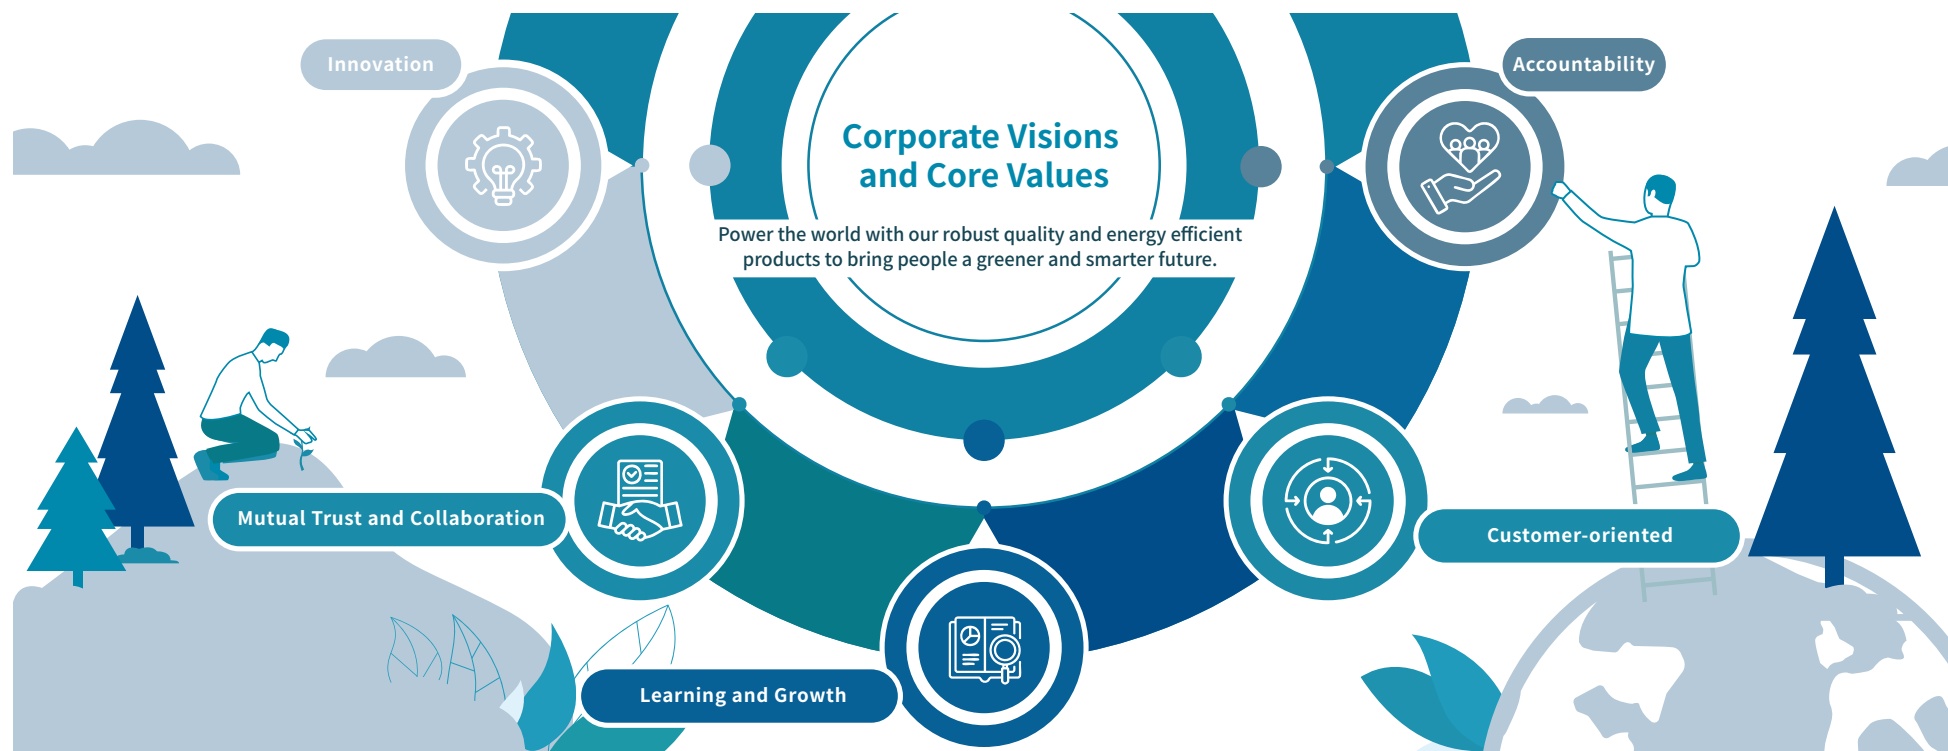 Innovation
Accountability
Corporate Visions
and Core Values
Power the world with our robust quality and energy efficient
products to bring people a greener and smarter future.
Mutual Trust and Collaboration
Customer-oriented
Learning and Growth